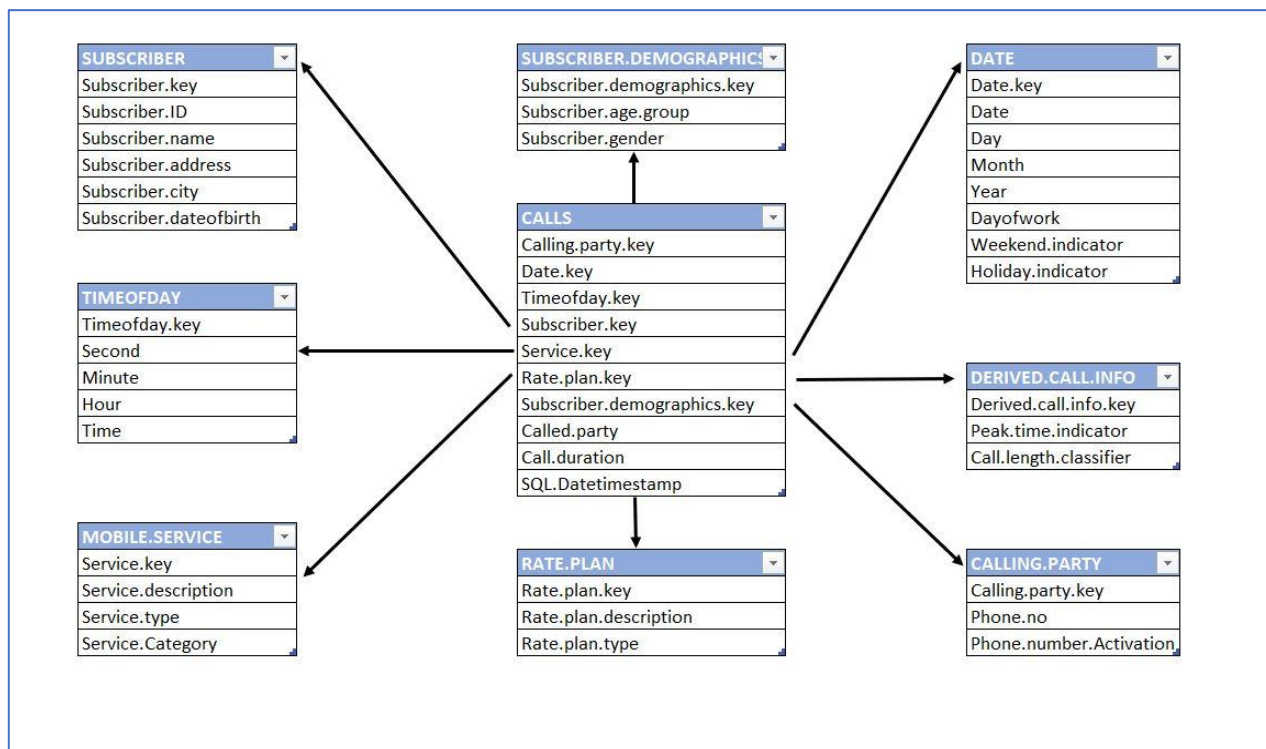 SUBSCRIBER
Subscriber.key
Subscriber.ID
Subscriber.name
Subscriber.address
Subscriber.city
Subscriber.dateofbirth
SUBSCRIBER.DEMOGRAPHICS
Subscriber.demographics.key
Subscriber.age.group
Subscriber.gender
DATE
Date.key
Date
Day
Month
Year
Dayofwork
Weekend.indicator
Holiday.indicator
CALLS
Calling.party.key
Date.key
Timeofday.key
Subscriber.key
Service.key
Rate.plan.key
Subscriber.demographics.key
Called.party
Call.duration
SQL.Datetimestamp
TIMEOFDAY
Timeofday.key
Second
Minute
Hour
Time
DERIVED.CALL.INFO
Derived.call.info.key
Peak.time.indicator
Call.length.classifier
MOBILE.SERVICE
Service.key
Service.description
Service.type
Service.Category
RATE.PLAN
Rate.plan.key
Rate.plan.description
Rate.plan.type
CALLING.PARTY
Calling.party.key
Phone.no
Phone.number.Activation